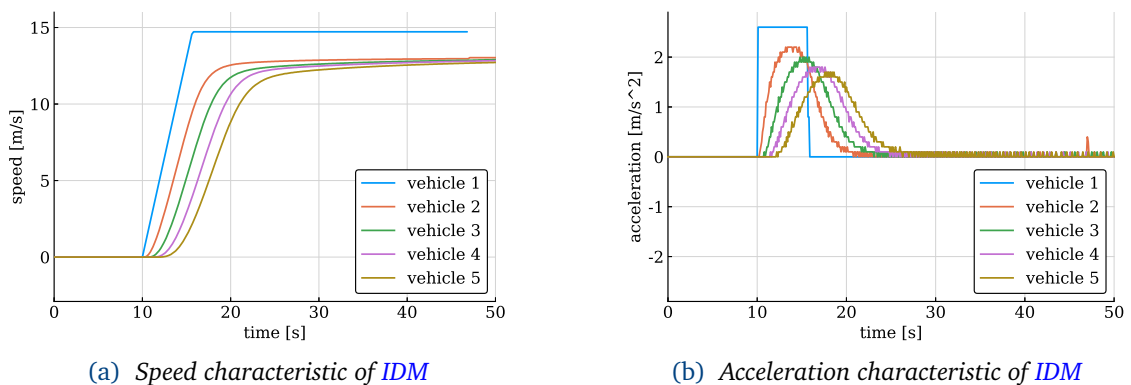 15
10
5
0
speed [m/s]
0
10
20
30
40
50
time [s]
vehicle 1
vehicle 2
vehicle 3
vehicle 4
vehicle 5
(a) Speed characteristic of IDM
2
1
0
-1
-2
acceleration [m/s^2]
0
10
20
30
40
50
time [s]
vehicle 1
vehicle 2
vehicle 3
vehicle 4
vehicle 5
(b) Acceleration characteristic of IDM